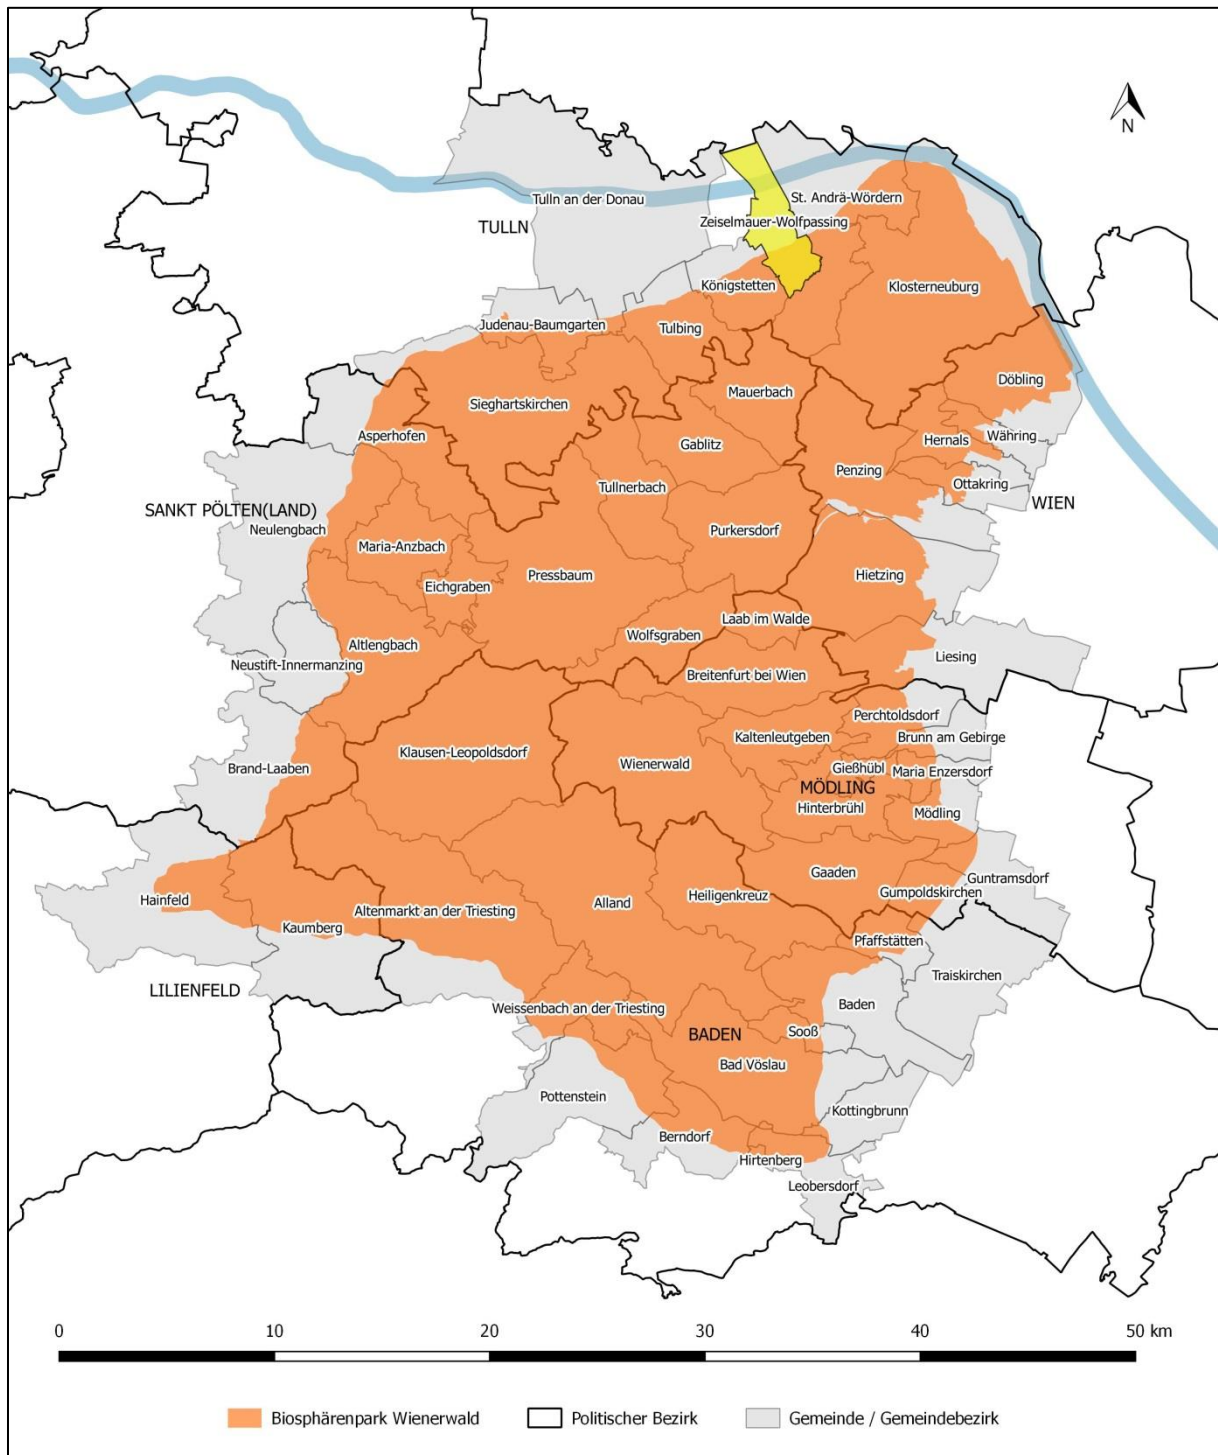 N
Tulln an der Donau
St. Andrä-Wördern
TULLN
Zeiselmauer-Wolfpassing
Königstetten
Klosterneuburg
Judenau-Baumgarten
Tulbing
Döbling
Mauerbach
Sieghartskirchen
Asperhofen
Gablitz
Hernals
Währing
Penzing
Tullnerbach
Ottakring
WIEN
SANKT PÖLTEN(LAND)
Neulengbach
Purkersdorf
Maria-Anzbach
Pressbaum
Hietzing
Eichgraben
Laab im Walde
Wolfsgraben
Altlengbach
Liesing
Neustift-Innermanzing
Breitenfurt bei Wien
Perchtoldsdorf
Kaltenleutgeben
Brunn am Gebirge
Klausen-Leopoldsdorf
Wienerwald
Brand-Laaben
Gießhübl
Maria Enzersdorf
MÖDLING
Hinterbrühl
Mödling
Gaaden
Guntramsdorf
Gumpoldskirchen
Hainfeld
Heiligenkreuz
Alland
Altenmarkt an der Triesting
Kaumberg
Pfaffstätten
Traiskirchen
LILIENFELD
Baden
Weissenbach an der Triesting
BADEN
Sooß
Bad Vöslau
Pottenstein
Kottingbrunn
Berndorf
Hirtenberg
Leobersdorf
0 10 20 30 40 50 km
Biosphärenpark Wienerwald Politischer Bezirk Gemeinde / Gemeindebezirk